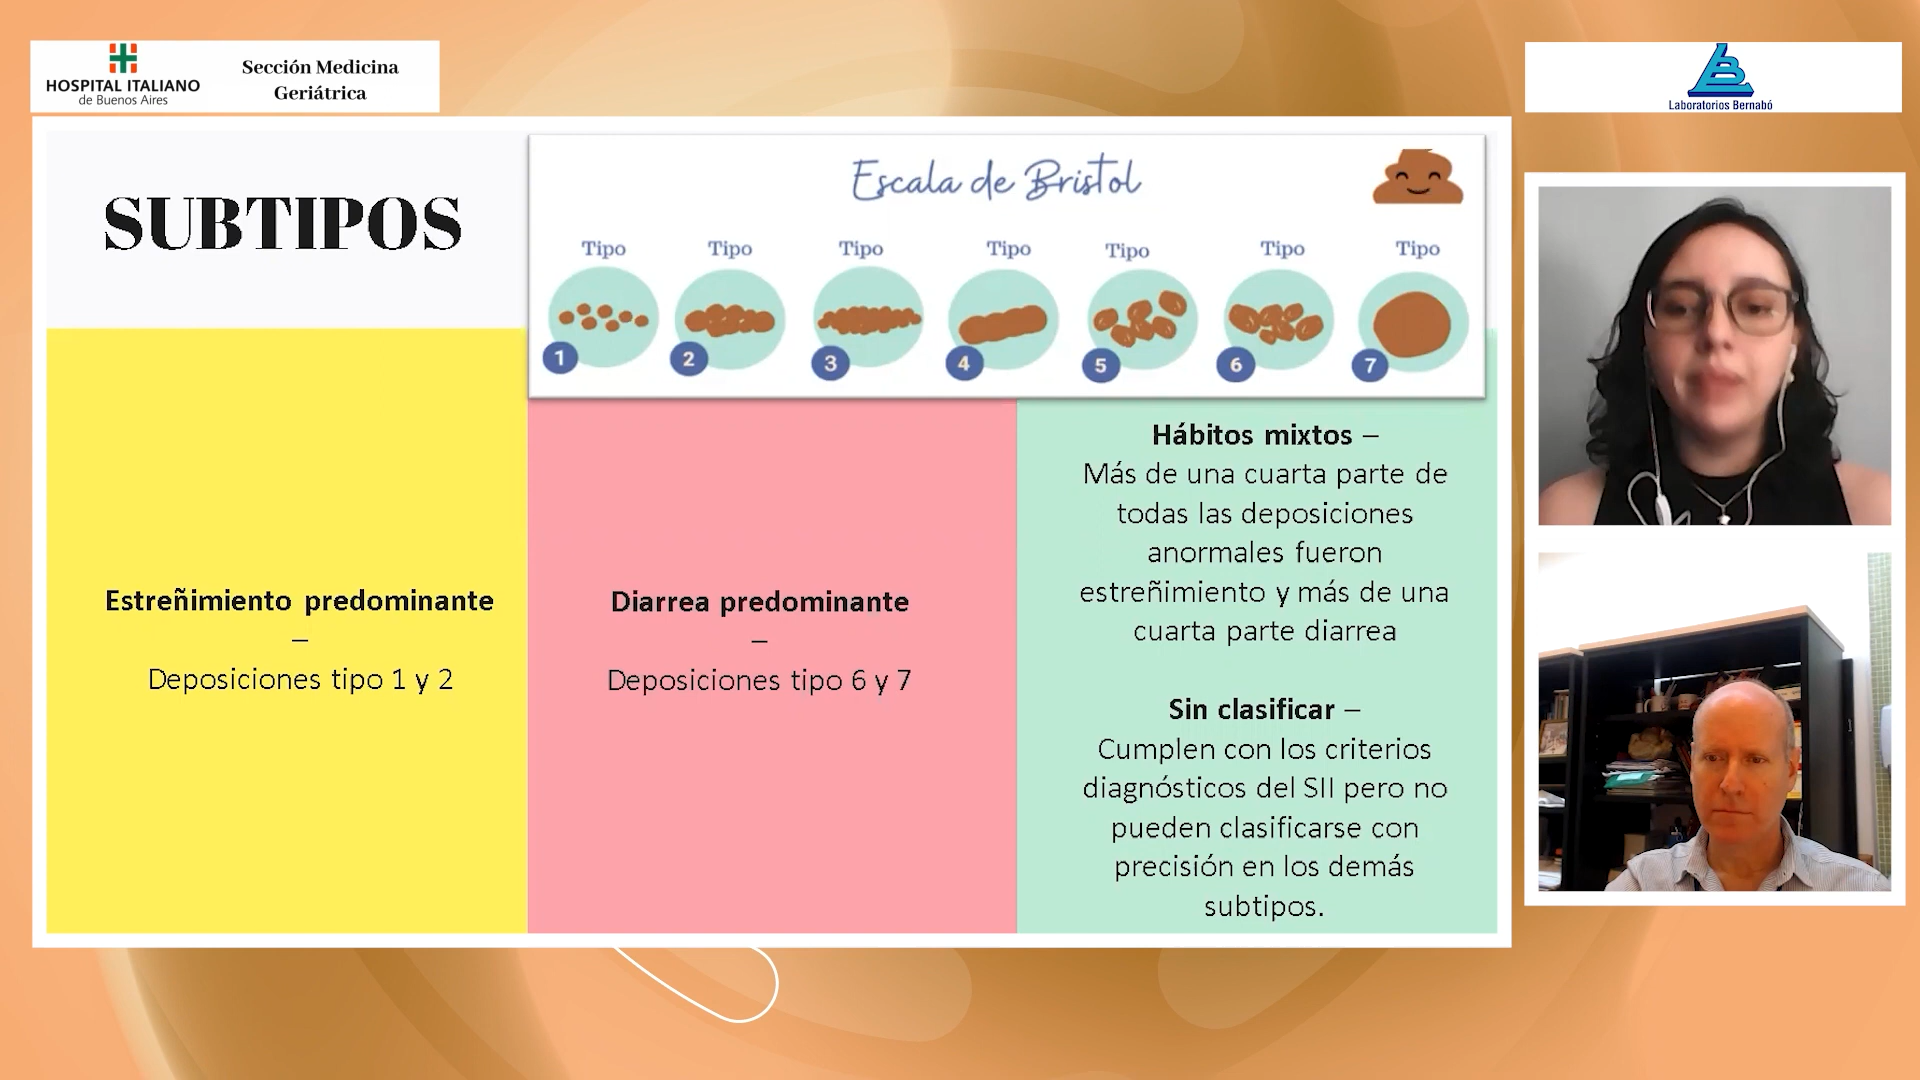 HOSPITAL ITALIANO
de Buenos Aires
Sección Medicina
Geriátrica
Laboratorios Bernabó
SUBTIPOS
Escala de Bristol
Tipo Tipo Tipo Tipo Tipo Tipo Tipo
1 2 3 4 5 6 7
Estreñimiento predominante
–
Deposiciones tipo 1 y 2
Diarrea predominante
–
Deposiciones tipo 6 y 7
Hábitos mixtos –
Más de una cuarta parte de
todas las deposiciones
anormales fueron
estreñimiento y más de una
cuarta parte diarrea
Sin clasificar –
Cumplen con los criterios
diagnósticos del SII pero no
pueden clasificarse con
precisión en los demás
subtipos.